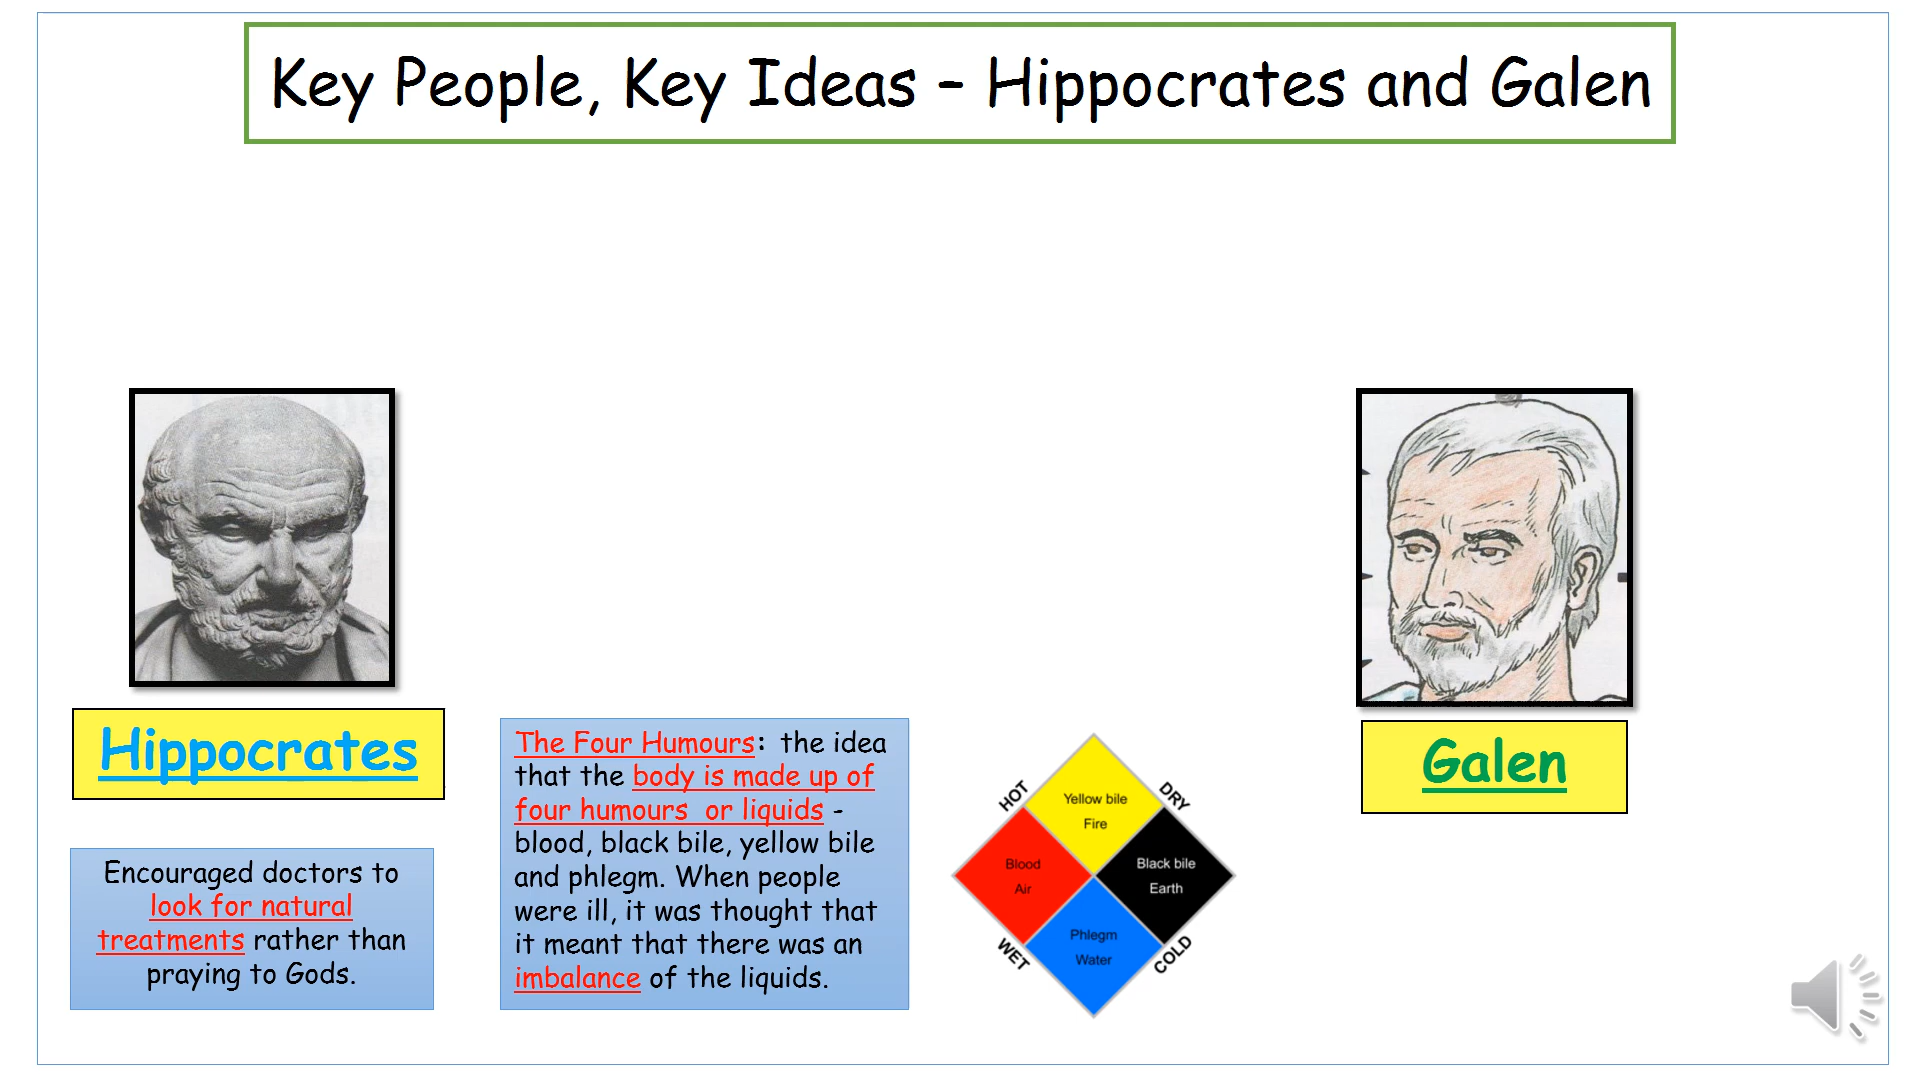 Key People, Key Ideas – Hippocrates and Galen
Hippocrates
Encouraged doctors to
look for natural
treatments rather than
praying to Gods.
The Four Humours: the idea
that the body is made up of
four humours or liquids -
blood, black bile, yellow bile
and phlegm. When people
were ill, it was thought that
it meant that there was an
imbalance of the liquids.
HOT
DRY
Yellow bile
Fire
Blood
Air
Black bile
Earth
Phlegm
Water
WET
COLD
Galen